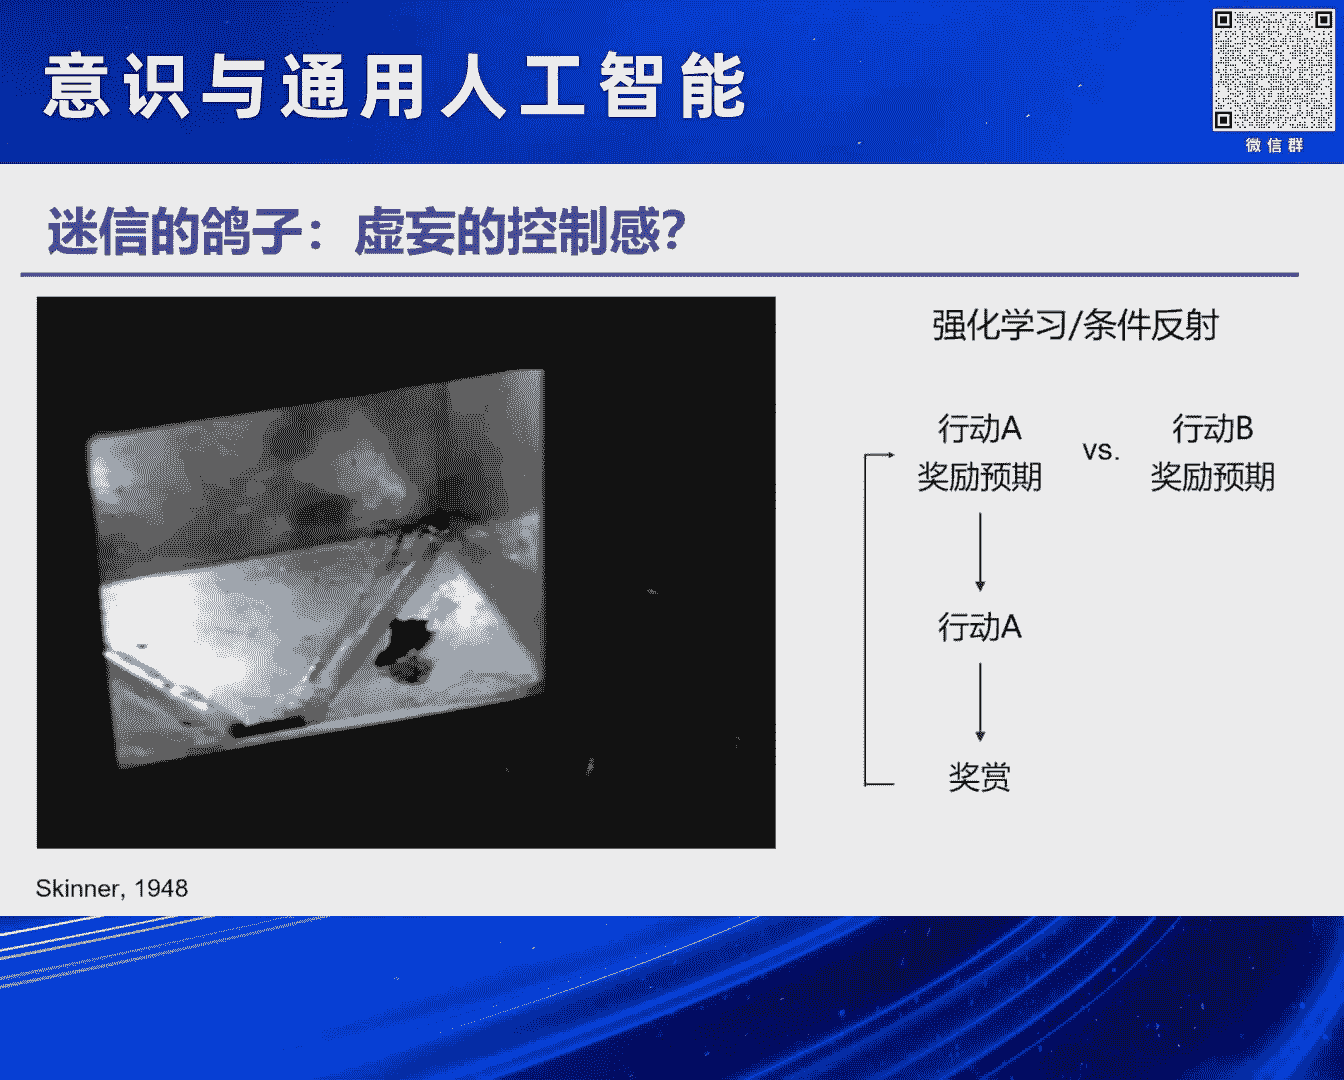 意识与通用人工智能
微信群
迷信的鸽子：虚妄的控制感？
强化学习/条件反射
行动A
奖励预期
vs.
行动B
奖励预期
行动A
奖赏
Skinner, 1948